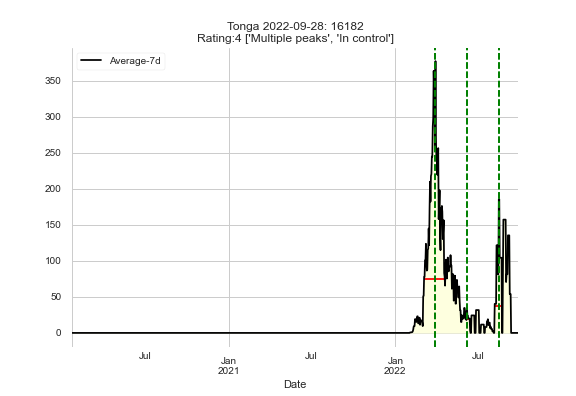 Tonga 2022-09-28: 16182
Rating:4 ['Multiple peaks', 'In control']
Average-7d
350
300
250
200
150
100
50
0
Jul
Jan
2021
Jul
Jan
2022
Jul
Date